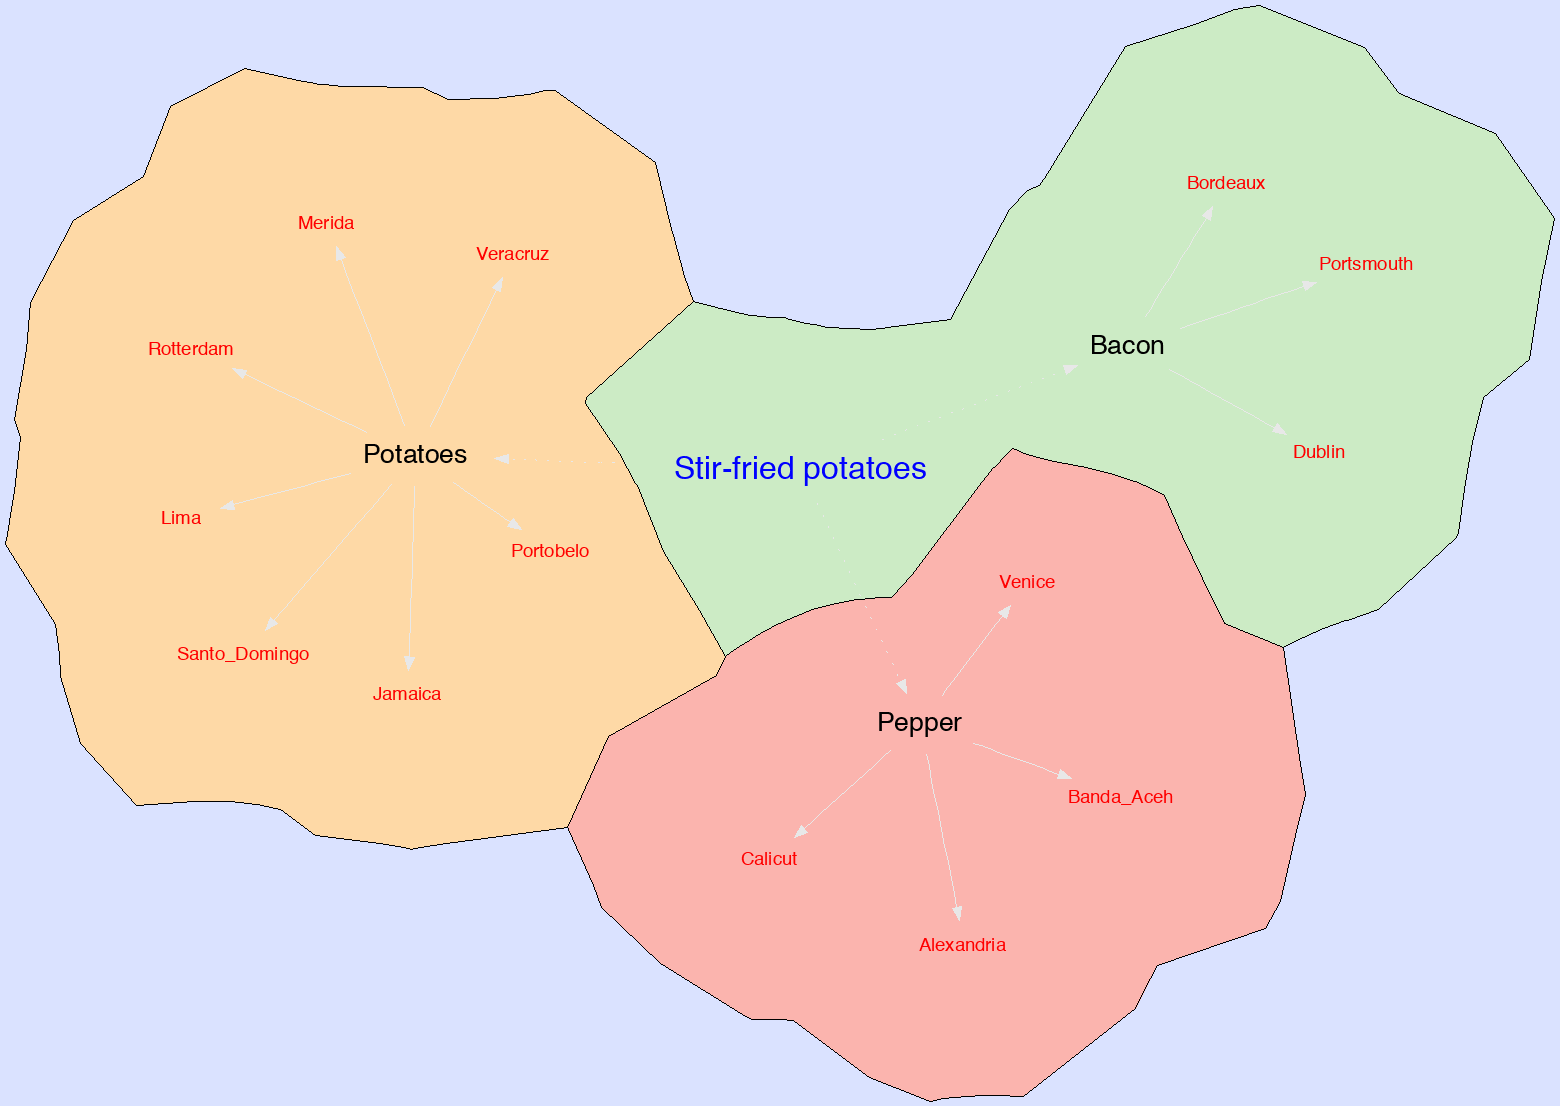 Bordeaux
Merida
Veracruz
Portsmouth
Rotterdam
Bacon
Potatoes
Dublin
Stir-fried potatoes
Lima
Portobelo
Venice
Santo_Domingo
Jamaica
Pepper
Banda_Aceh
Calicut
Alexandria